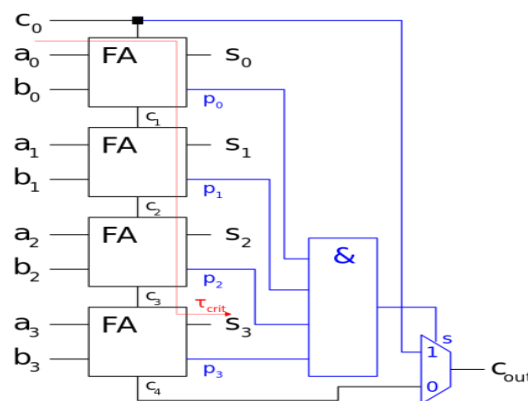 c₀
a₀ FA s₀
b₀ p₀
c₁
a₁ FA s₁
b₁ p₁
c₂
a₂ FA s₂
b₂ p₂ &
c₃ τcrit
a₃ FA s₃ s
b₃ p₃ 1
c₄ 0 cout